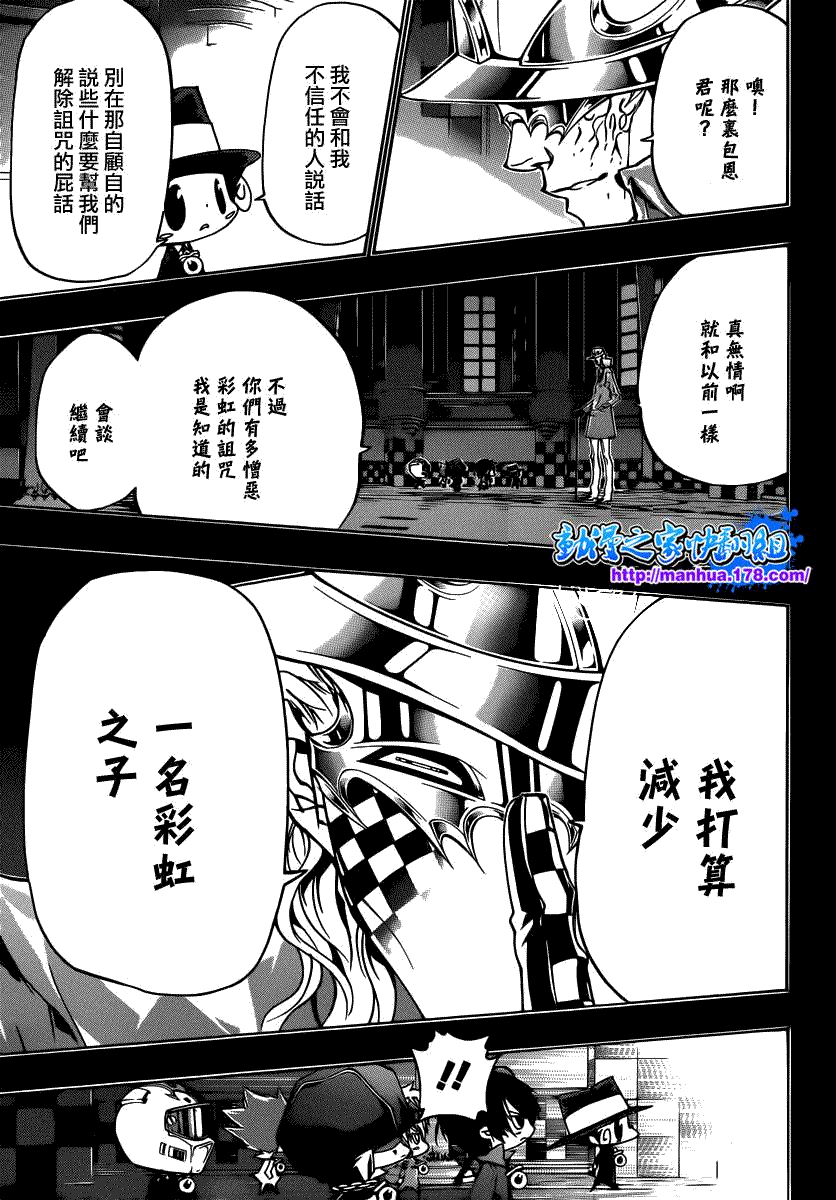 噢！
那麼裏包恩
君呢？
我不會和我
不信任的人說話
別在那自顧自的
說些什麼要幫我們
解除詛咒的屁話
真無情啊
就和以前一樣
不過
你們有多憎惡
彩虹的詛咒
我是知道的
會談
繼續吧
動漫之家快翻組
http://manhua.178.com/
我打算
減少
一名彩虹
之子
!!